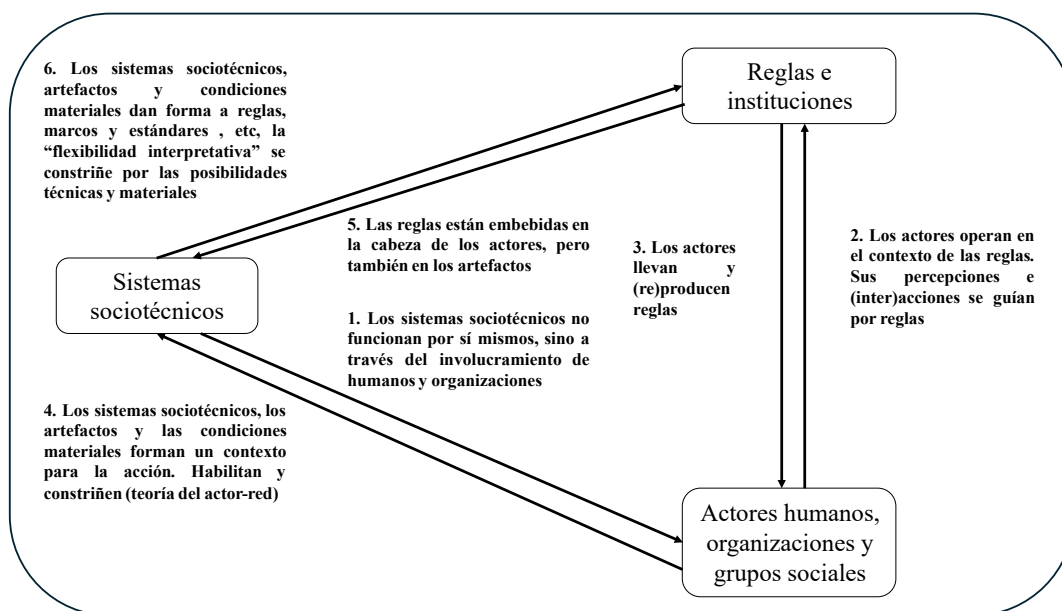 6. Los sistemas sociotécnicos,
artefactos y condiciones
materiales dan forma a reglas,
marcos y estándares , etc, la
“flexibilidad interpretativa” se
constriñe por las posibilidades
técnicas y materiales
Reglas e
instituciones
5. Las reglas están embebidas en
la cabeza de los actores, pero
también en los artefactos
3. Los actores
llevan y
(re)producen
reglas
2. Los actores operan en
el contexto de las reglas.
Sus percepciones e
(inter)acciones se guían
por reglas
Sistemas
sociotécnicos
1. Los sistemas sociotécnicos no
funcionan por sí mismos, sino a
través del involucramiento de
humanos y organizaciones
4. Los sistemas sociotécnicos, los
artefactos y las condiciones
materiales forman un contexto
para la acción. Habilitan y
constriñen (teoría del actor-red)
Actores humanos,
organizaciones y
grupos sociales